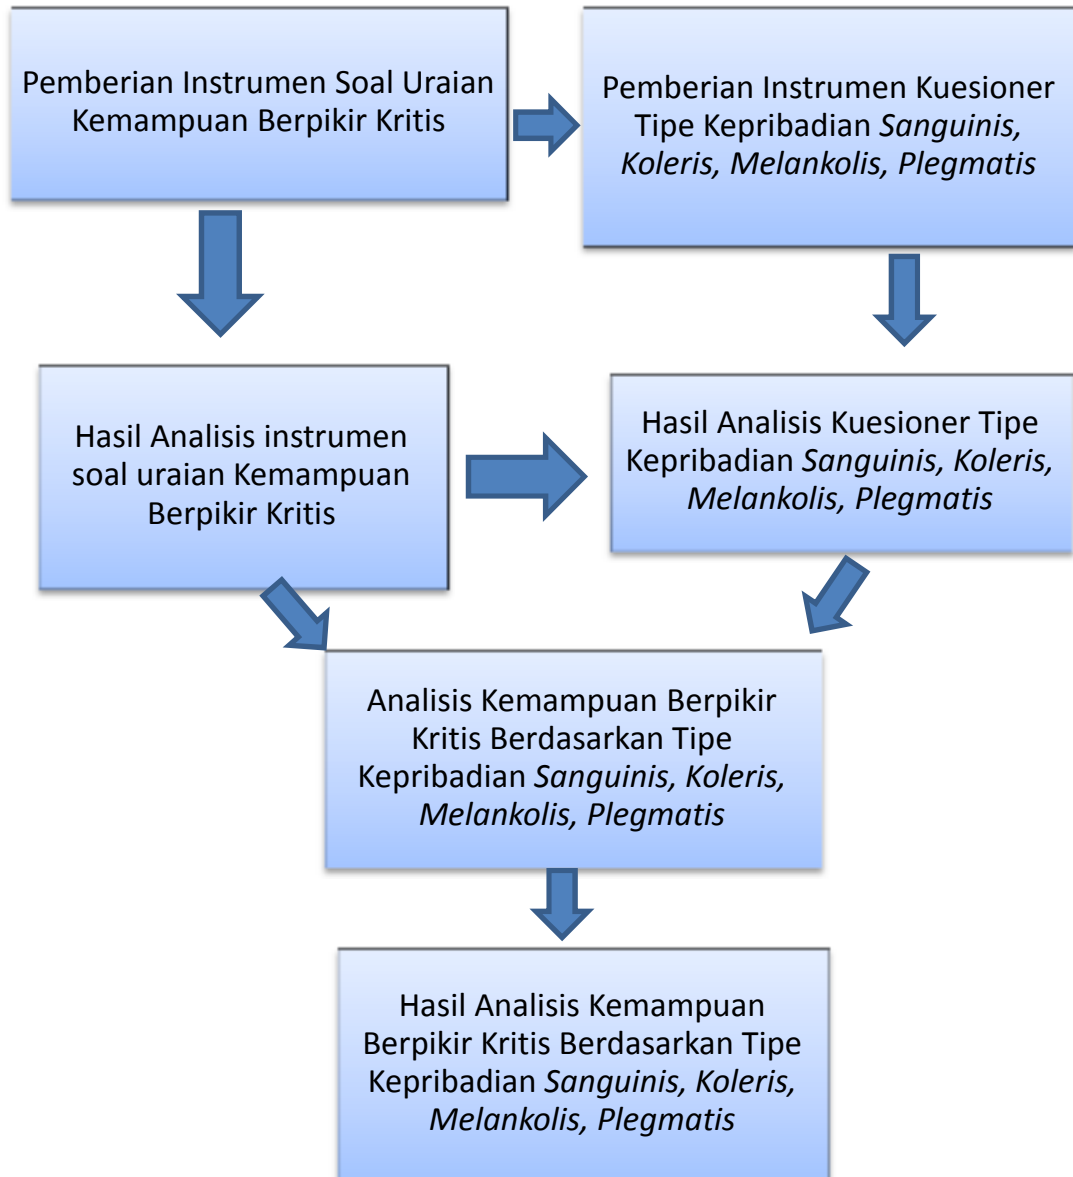 Pemberian Instrumen Soal Uraian
Kemampuan Berpikir Kritis
Pemberian Instrumen Kuesioner
Tipe Kepribadian Sanguinis,
Koleris, Melankolis, Plegmatis
Hasil Analisis instrumen
soal uraian Kemampuan
Berpikir Kritis
Hasil Analisis Kuesioner Tipe
Kepribadian Sanguinis, Koleris,
Melankolis, Plegmatis
Analisis Kemampuan Berpikir
Kritis Berdasarkan Tipe
Kepribadian Sanguinis, Koleris,
Melankolis, Plegmatis
Hasil Analisis Kemampuan
Berpikir Kritis Berdasarkan Tipe
Kepribadian Sanguinis, Koleris,
Melankolis, Plegmatis